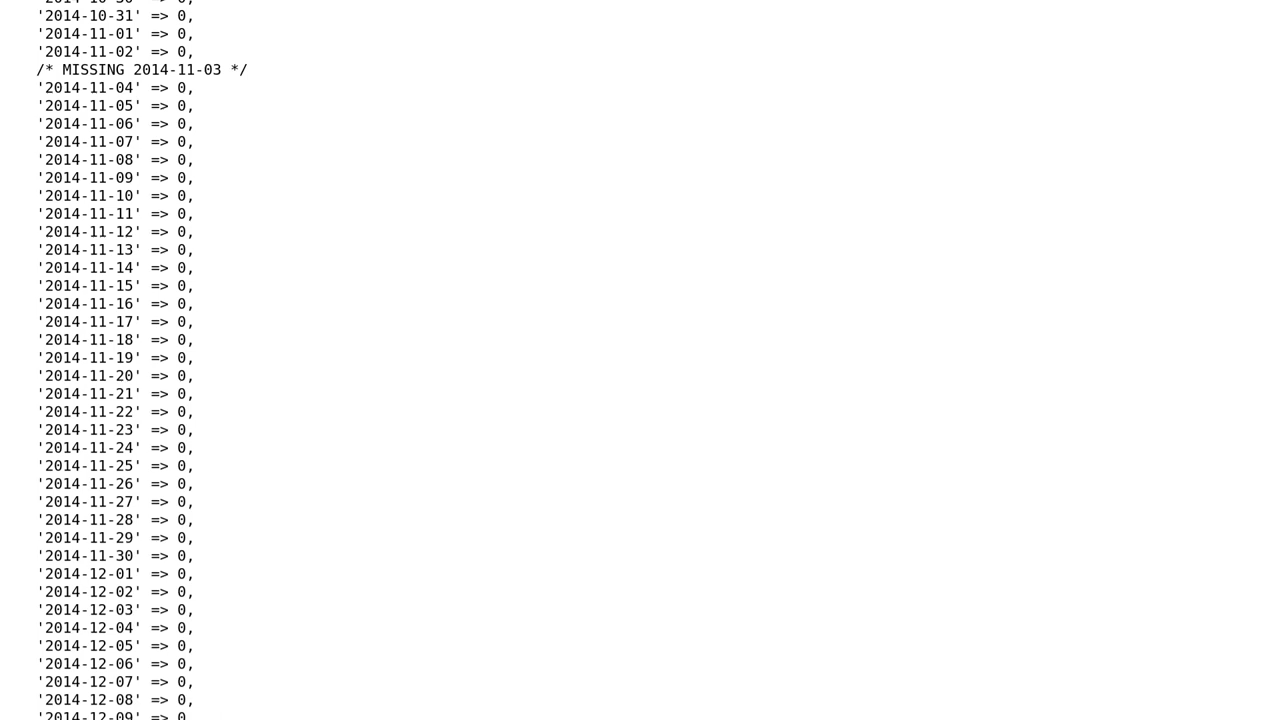 '2014-10-30' => 0,
'2014-10-31' => 0,
'2014-11-01' => 0,
'2014-11-02' => 0,
/* MISSING 2014-11-03 */
'2014-11-04' => 0,
'2014-11-05' => 0,
'2014-11-06' => 0,
'2014-11-07' => 0,
'2014-11-08' => 0,
'2014-11-09' => 0,
'2014-11-10' => 0,
'2014-11-11' => 0,
'2014-11-12' => 0,
'2014-11-13' => 0,
'2014-11-14' => 0,
'2014-11-15' => 0,
'2014-11-16' => 0,
'2014-11-17' => 0,
'2014-11-18' => 0,
'2014-11-19' => 0,
'2014-11-20' => 0,
'2014-11-21' => 0,
'2014-11-22' => 0,
'2014-11-23' => 0,
'2014-11-24' => 0,
'2014-11-25' => 0,
'2014-11-26' => 0,
'2014-11-27' => 0,
'2014-11-28' => 0,
'2014-11-29' => 0,
'2014-11-30' => 0,
'2014-12-01' => 0,
'2014-12-02' => 0,
'2014-12-03' => 0,
'2014-12-04' => 0,
'2014-12-05' => 0,
'2014-12-06' => 0,
'2014-12-07' => 0,
'2014-12-08' => 0,
'2014-12-09' => 0,